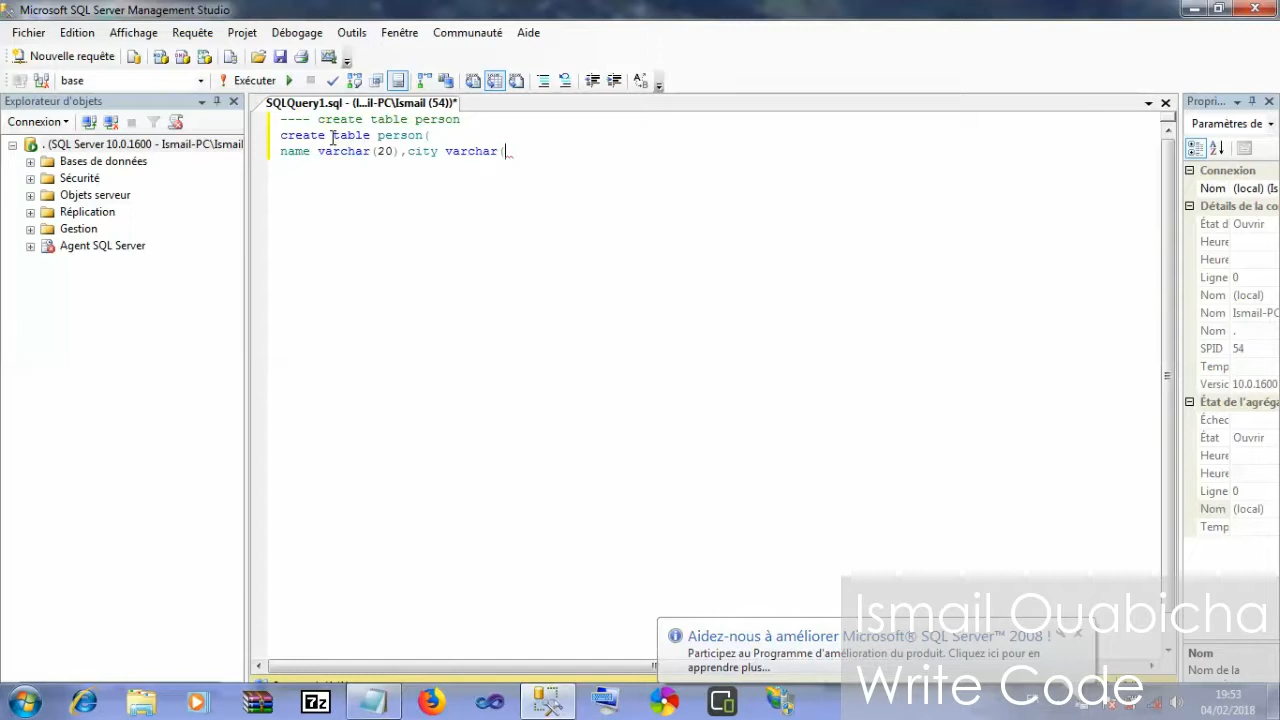 Microsoft SQL Server Management Studio
Fichier Edition Affichage Requête Projet Débogage Outils Fenêtre Communauté Aide
Nouvelle requête
base Exécuter
Explorateur d'objets
Connexion
. (SQL Server 10.0.1600 - Ismail-PC\Ismail
Bases de données
Sécurité
Objets serveur
Réplication
Gestion
Agent SQL Server
SQLQuery1.sql - (l...il-PC\Ismail (54))*
---- create table person
create table person(
name varchar(20),city varchar(
Propri...
Paramètres de
Connexion
Nom (local) (Is
Détails de la co
État d Ouvrir
Heure
Heure
Ligne 0
Nom (local)
Nom Ismail-PC
Nom .
SPID 54
Temp
Versic 10.0.1600
État de l'agréga
Échec
État Ouvrir
Heure
Heure
Ligne 0
Nom (local)
Temp
Nom
Nom de la
Aidez-nous à améliorer Microsoft® SQL Server™ 2008 !
Participez au Programme d'amélioration du produit. Cliquez ici pour en
apprendre plus...
Ismail Ouabicha
Write Code
7z
19:53
04/02/2018